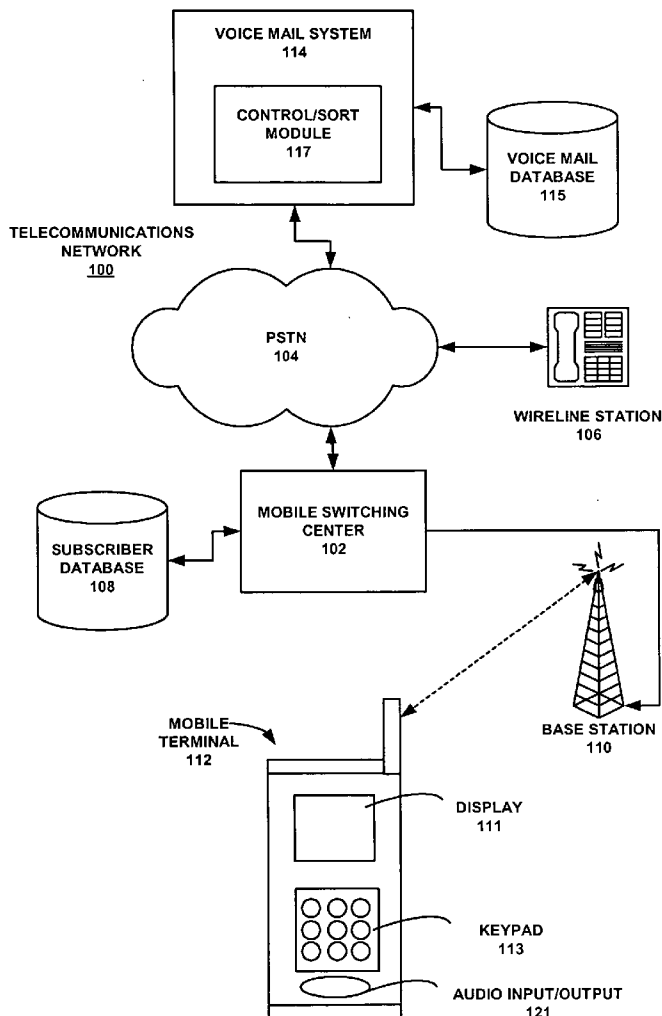 VOICE MAIL SYSTEM
114
CONTROL/SORT
MODULE
117
VOICE MAIL
DATABASE
115
TELECOMMUNICATIONS
NETWORK
100
PSTN
104
WIRELINE STATION
106
MOBILE SWITCHING
CENTER
102
SUBSCRIBER
DATABASE
108
BASE STATION
110
MOBILE
TERMINAL
112
DISPLAY
111
KEYPAD
113
AUDIO INPUT/OUTPUT
121